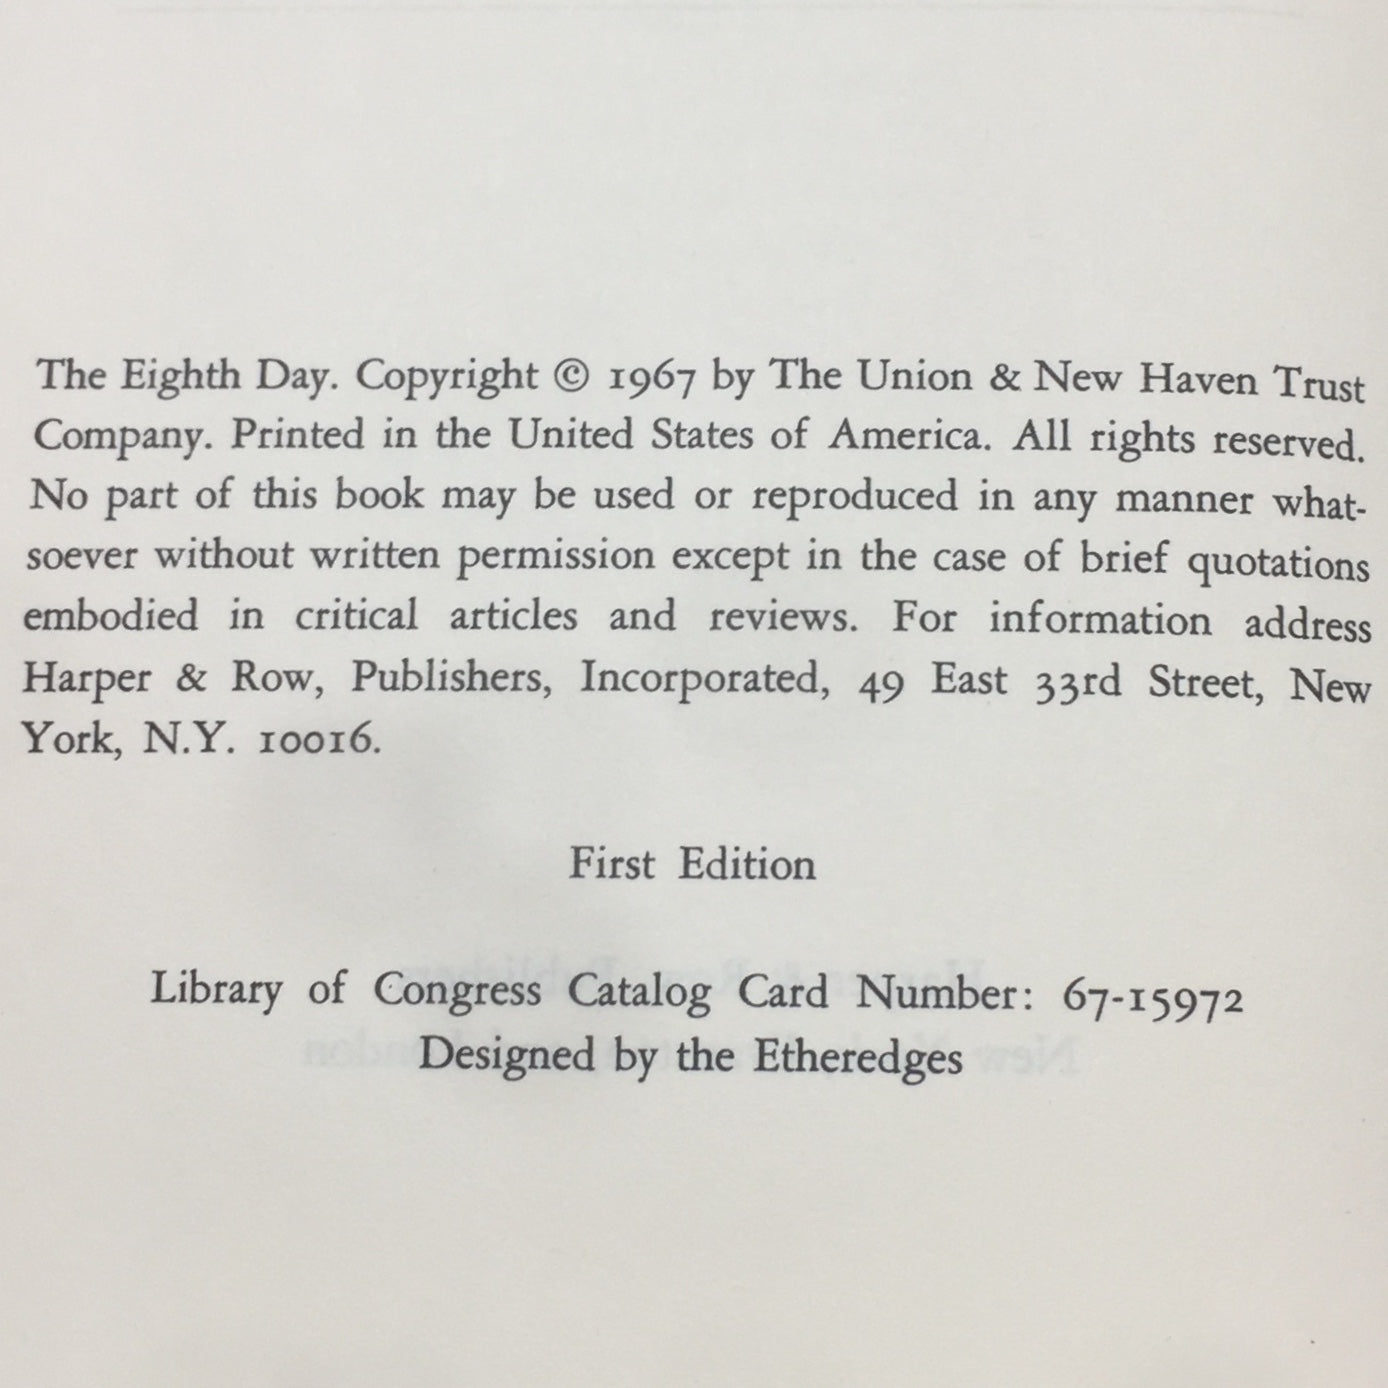 The Eighth Day. Copyright © 1967 by The Union & New Haven Trust
Company. Printed in the United States of America. All rights reserved.
No part of this book may be used or reproduced in any manner what-
soever without written permission except in the case of brief quotations
embodied in critical articles and reviews. For information address
Harper & Row, Publishers, Incorporated, 49 East 33rd Street, New
York, N.Y. 10016.
First Edition
Library of Congress Catalog Card Number: 67-15972
Designed by the Etheredges